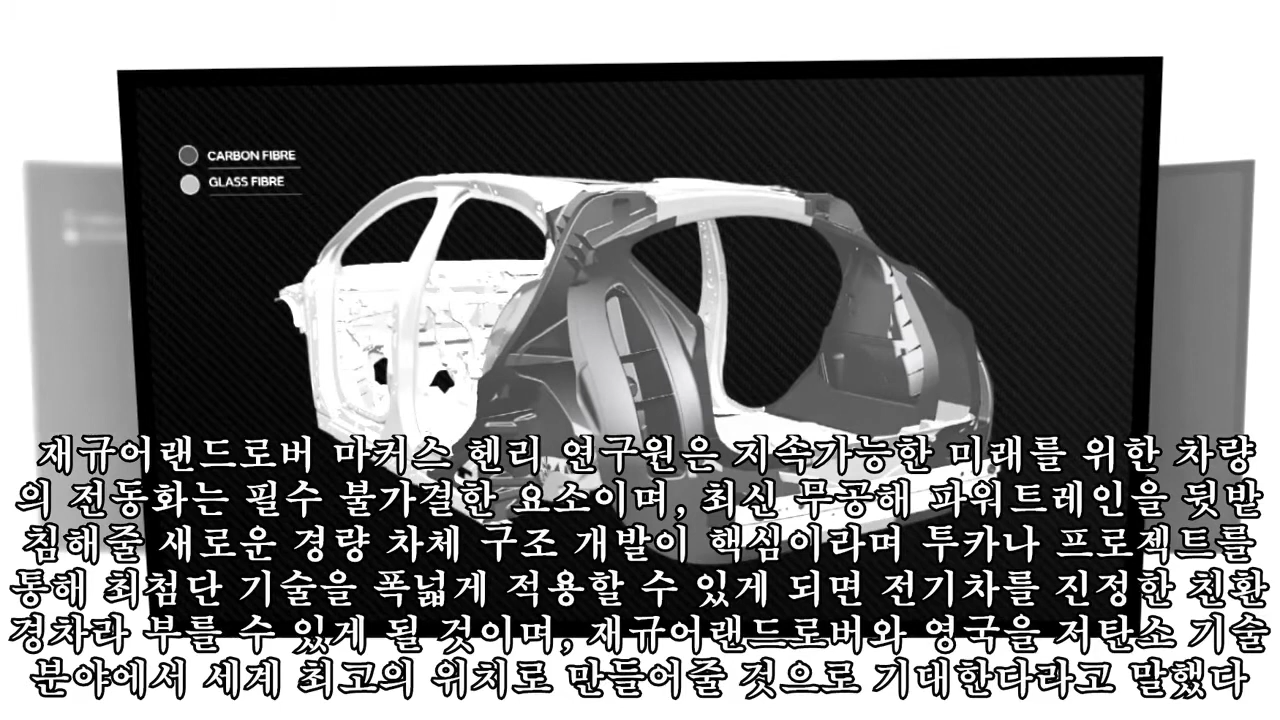 CARBON FIBRE
GLASS FIBRE
재규어랜드로버 마커스 헨리 연구원은 지속가능한 미래를 위한 차량
의 전동화는 필수 불가결한 요소이며, 최신 무공해 파워트레인을 뒷받
침해줄 새로운 경량 차체 구조 개발이 핵심이라며 투카나 프로젝트를
통해 최첨단 기술을 폭넓게 적용할 수 있게 되면 전기차를 진정한 친환
경차라 부를 수 있게 될 것이며, 재규어랜드로버와 영국을 저탄소 기술
분야에서 세계 최고의 위치로 만들어줄 것으로 기대한다라고 말했다